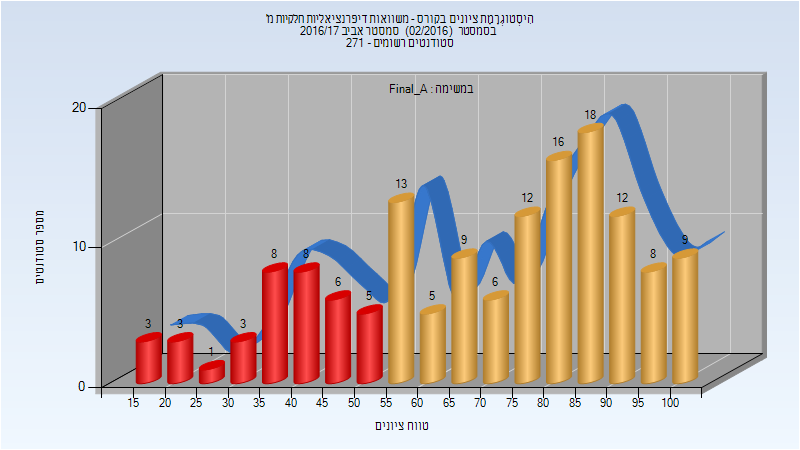 היסטוגרמת ציונים בקורס - משוואות דיפרנציאליות חלקיות מ'
בסמסטר (02/2016) סמסטר אביב 2016/17
סטודנטים רשומים - 271
במשימה : Final_A
מספר סטודנטים
20
10
0
3 3 1 3 8 8 6 5 13 5 9 6 12 16 18 12 8 9
15 20 25 30 35 40 45 50 55 60 65 70 75 80 85 90 95 100
טווח ציונים